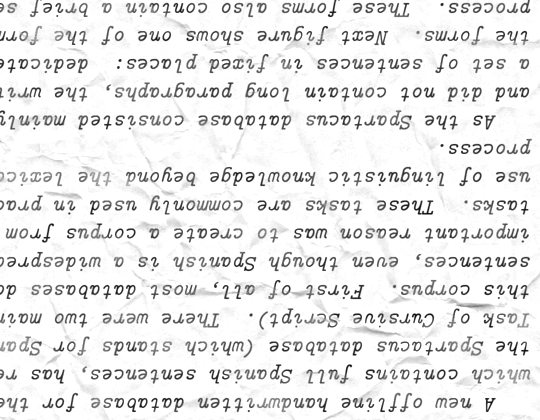 A new offline handwritten database for the
which contains full Spanish sentences, has re
the Spartacus database (which stands for Span
Task of Cursive Script). There were two main
this corpus. First of all, most databases do
sentences, even though Spanish is a widespre
important reason was to create a corpus from
tasks. These tasks are commonly used in prac
use of linguistic knowledge beyond the lexic
process.
As the Spartacus database consisted mainly
and did not contain long paragraphs, the writ
a set of sentences in fixed places: dedicate
the forms. Next figure shows one of the form
process. These forms also contain a brief se